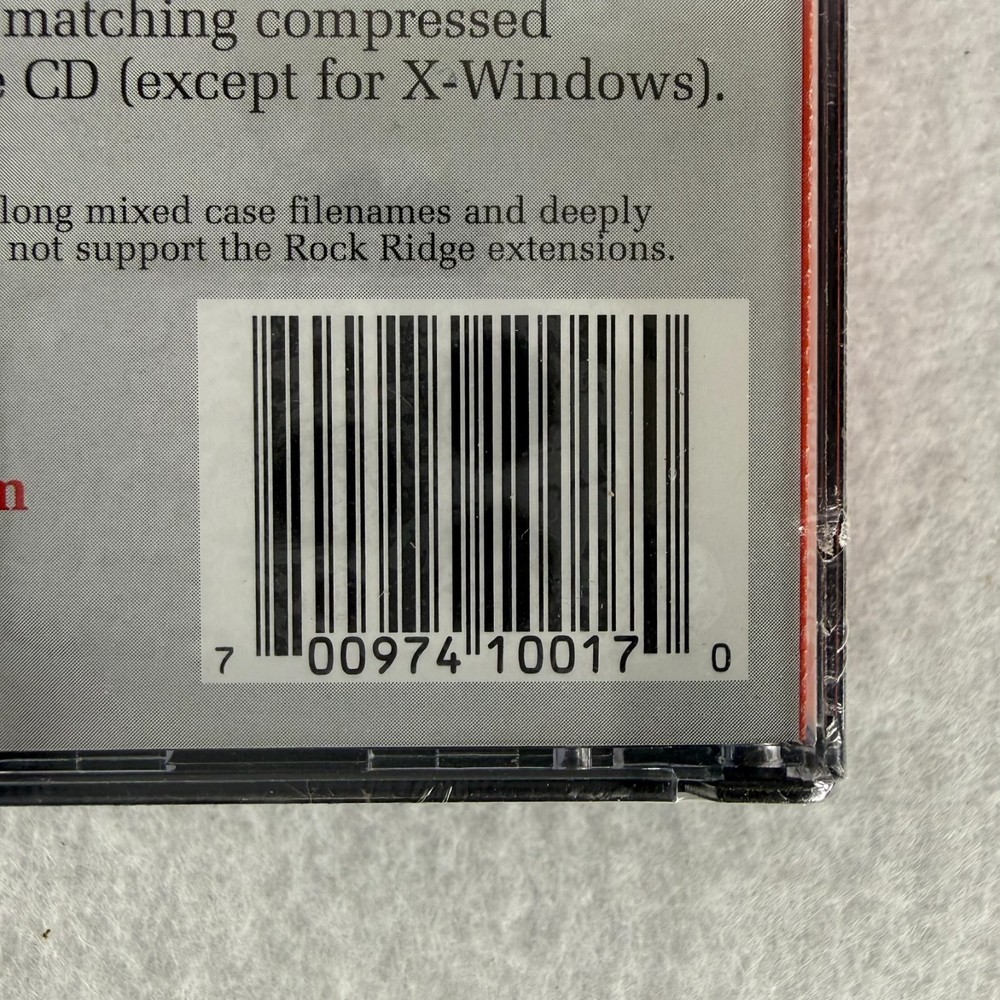 matching compressed
CD (except for X-Windows).
long mixed case filenames and deeply
not support the Rock Ridge extensions.
7 00974 10017 0